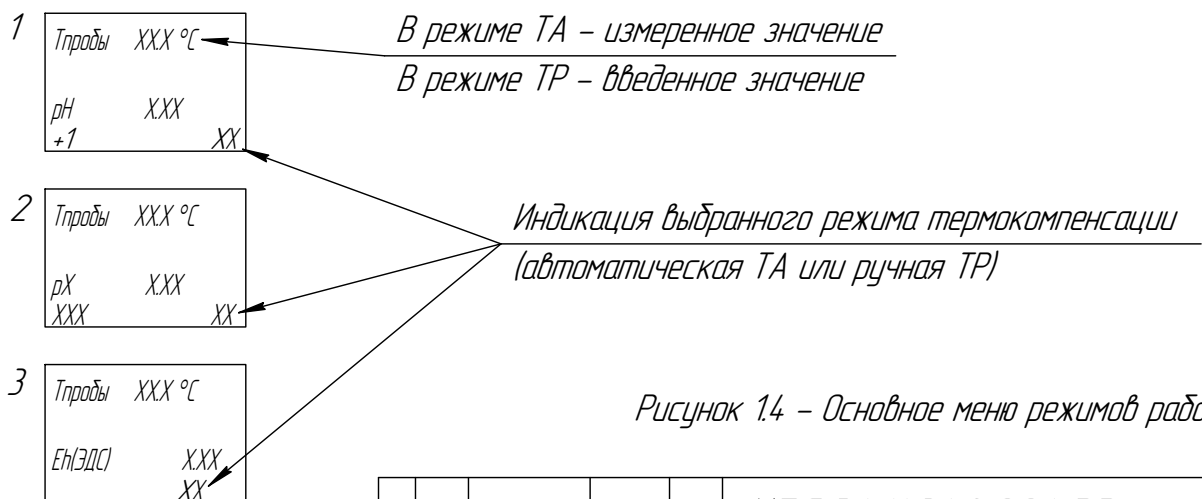 1
Тпробы XX.X °С
pH X.XX
+1 XX
В режиме ТА – измеренное значение
В режиме ТР – введенное значение
2
Тпробы XX.X °С
pX X.XX
XXX XX
Индикация выбранного режима термокомпенсации
(автоматическая ТА или ручная ТР)
3
Тпробы XX.X °С
Eh(ЭДС) X.XX
XX
Рисунок 1.4 – Основное меню режимов